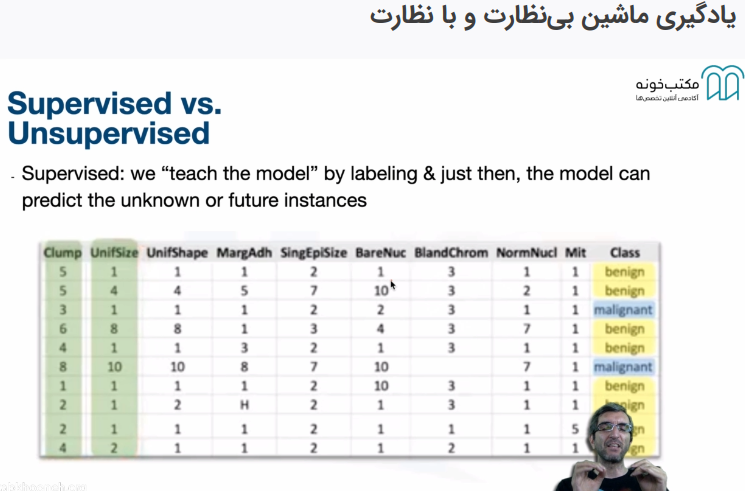 یادگیری ماشین بی‌نظارت و با نظارت
مکتب‌خونه
آکادمی آنلاین تخصص‌ها
Supervised vs.
Unsupervised
- Supervised: we “teach the model” by labeling & just then, the model can
predict the unknown or future instances
Clump UnifSize UnifShape MargAdh SingEpiSize BareNuc BlandChrom NormNucl Mit Class
5 1 1 1 2 1 3 1 1 benign
5 4 4 5 7 10 3 2 1 benign
3 1 1 1 2 2 3 1 1 malignant
6 8 8 1 3 4 3 7 1 benign
4 1 1 3 2 1 3 1 1 benign
8 10 10 8 7 10 7 1 malignant
1 1 1 1 2 10 3 1 1 benign
2 1 2 H 2 1 3 1 1
2 1 1 1 2 1 1 1 5
4 2 1 1 2 1 2 1 1